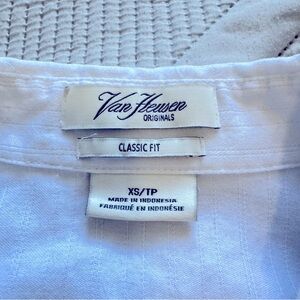 Van Heusen
ORIGINALS
CLASSIC FIT
XS/TP
MADE IN INDONESIA
FABRIQUÉ EN INDONÉSIE